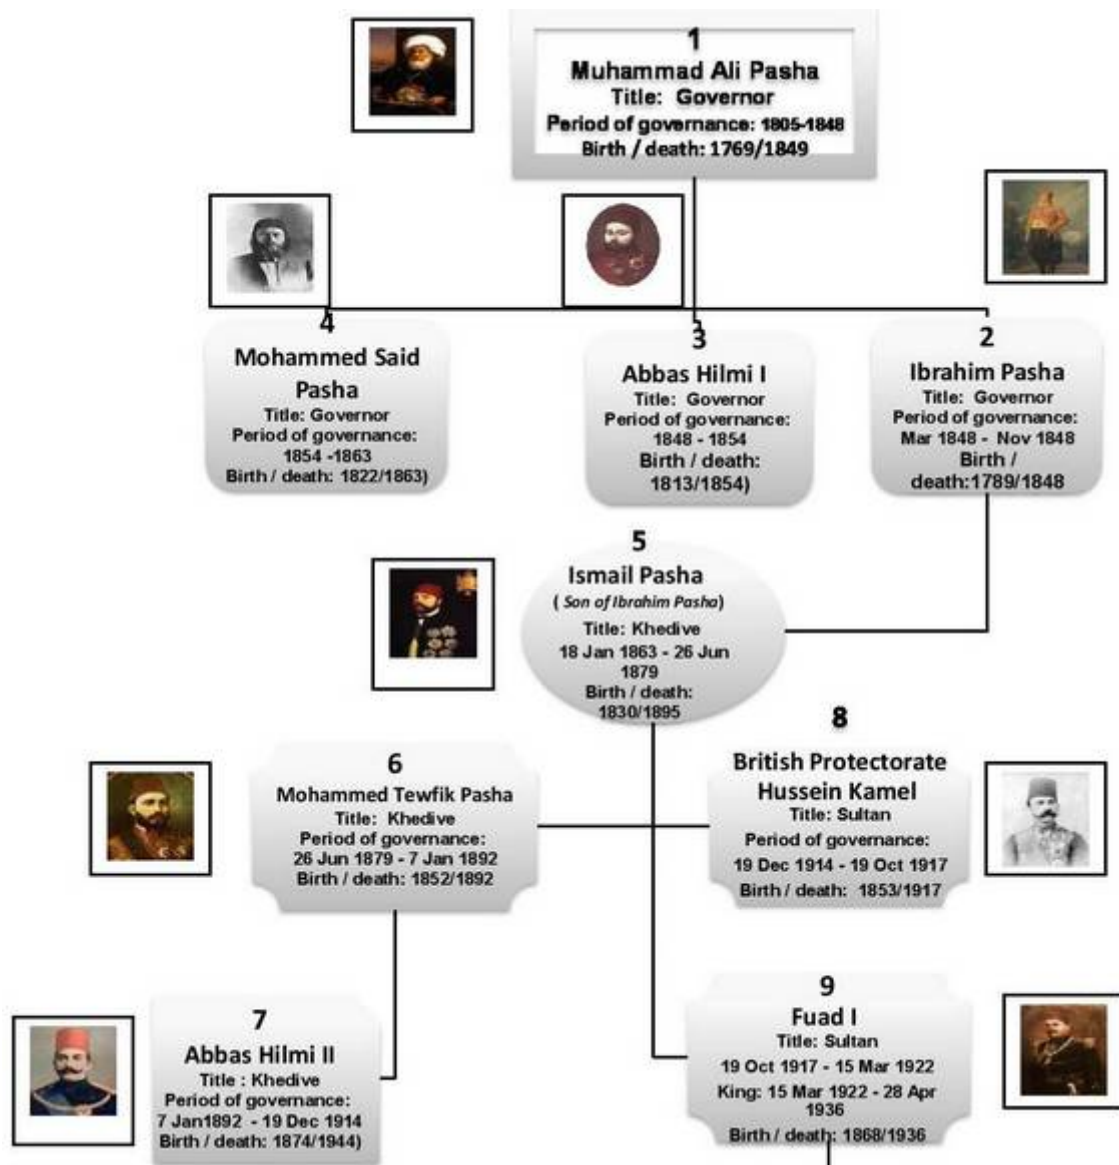 1
Muhammad Ali Pasha
Title: Governor
Period of governance: 1805-1848
Birth / death: 1769/1849
4
Mohammed Said
Pasha
Title: Governor
Period of governance:
1854 -1863
Birth / death: 1822/1863)
3
Abbas Hilmi I
Title: Governor
Period of governance:
1848 - 1854
Birth / death:
1813/1854)
2
Ibrahim Pasha
Title: Governor
Period of governance:
Mar 1848 - Nov 1848
Birth /
death:1789/1848
5
Ismail Pasha
( Son of Ibrahim Pasha)
Title: Khedive
18 Jan 1863 - 26 Jun
1879
Birth / death:
1830/1895
6
Mohammed Tewfik Pasha
Title: Khedive
Period of governance:
26 Jun 1879 - 7 Jan 1892
Birth / death: 1852/1892
8
British Protectorate
Hussein Kamel
Title: Sultan
Period of governance:
19 Dec 1914 - 19 Oct 1917
Birth / death: 1853/1917
7
Abbas Hilmi II
Title : Khedive
Period of governance:
7 Jan1892 - 19 Dec 1914
Birth / death: 1874/1944)
9
Fuad I
Title: Sultan
19 Oct 1917 - 15 Mar 1922
King: 15 Mar 1922 - 28 Apr
1936
Birth / death: 1868/1936